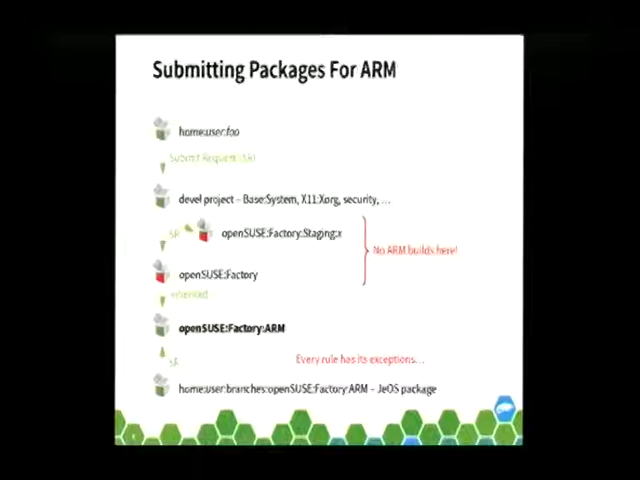 Submitting Packages For ARM
home:user:foo
Submit Request (SR)
devel project – Base:System, X11:Xorg, security, ...
SR
openSUSE:Factory:Staging:x
No ARM builds here!
openSUSE:Factory
inherited
openSUSE:Factory:ARM
Every rule has its exceptions...
SR
home:user:branches:openSUSE:Factory:ARM – JeOS package